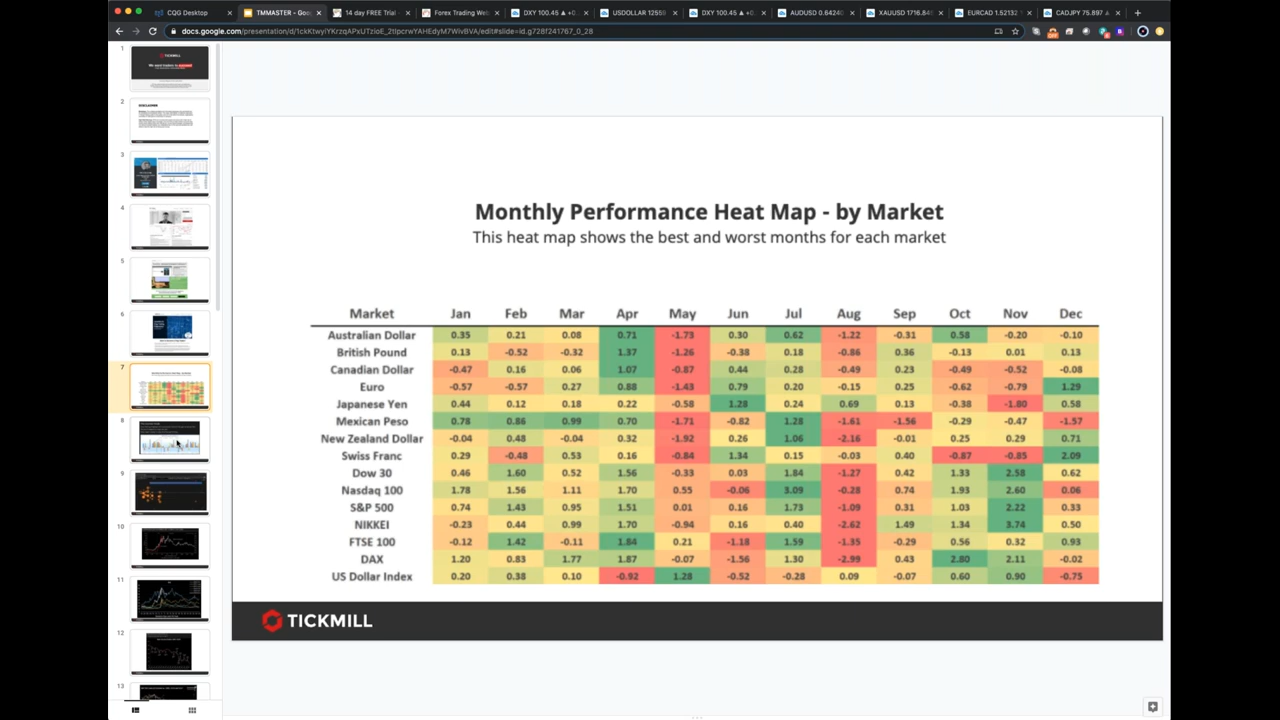 CQG Desktop
TMMASTER - Goo
14 day FREE Trial
Forex Trading Web
DXY 100.45 ▲ +0
USDOLLAR 12559
DXY 100.45 ▲ +0
AUDUSD 0.64240
XAUUSD 1716.84
EURCAD 1.52132
CADJPY 75.897 ▲
1
2
DISCLAIMER
3
4
5
6
7
8
9
10
11
12
13
TICKMILL
Monthly Performance Heat Map - by Market
This heat map shows the best and worst months for each market
Market Jan Feb Mar Apr May Jun Jul Aug Sep Oct Nov Dec
Australian Dollar 0.35 0.21 0.08 0.71 -1.73 0.30 0.62 -1.22 -0.31 0.58 -0.20 -0.10
British Pound 0.13 -0.52 -0.32 1.37 -1.26 -0.38 0.18 -0.86 0.36 -0.13 0.01 0.13
Canadian Dollar -0.47 0.16 0.06 1.07 -0.87 0.44 0.28 -0.49 0.23 -0.49 -0.52 -0.08
Euro -0.57 -0.57 0.27 0.88 -1.43 0.79 0.20 -0.15 0.25 -0.62 -0.79 1.29
Japanese Yen 0.44 0.12 0.18 0.22 -0.58 1.28 0.24 0.69 0.13 -0.38 -1.80 0.58
Mexican Peso 0.78 0.86 0.99 0.70 -1.71 -0.82 1.28 -1.61 -1.56 -0.29 -0.47 -1.57
New Zealand Dollar -0.04 0.48 -0.04 0.32 -1.92 0.26 1.06 -2.16 -0.01 0.25 0.29 0.71
Swiss Franc 0.29 -0.48 0.53 0.16 -0.84 1.34 0.15 -0.03 0.40 -0.87 -0.85 2.09
Dow 30 0.46 1.60 0.52 1.56 -0.33 0.03 1.84 -1.27 0.42 1.33 2.58 0.62
Nasdaq 100 1.78 1.56 1.11 1.70 0.55 -0.06 3.09 -0.28 0.74 1.93 2.60 0.06
S&P 500 0.74 1.43 0.95 1.51 0.01 0.16 1.73 -1.09 0.31 1.03 2.22 0.33
NIKKEI -0.23 0.44 0.99 1.70 -0.94 0.16 0.40 -2.62 1.49 1.34 3.74 0.50
FTSE 100 -0.12 1.42 -0.11 1.84 0.21 -1.18 1.59 -1.35 -0.29 0.56 0.32 0.93
DAX 1.20 0.83 1.77 1.87 -0.07 -1.56 1.30 -2.99 0.43 2.80 2.11 -0.02
US Dollar Index 0.20 0.38 0.10 -0.92 1.28 -0.52 -0.28 0.09 -0.07 0.60 0.90 -0.75
TICKMILL